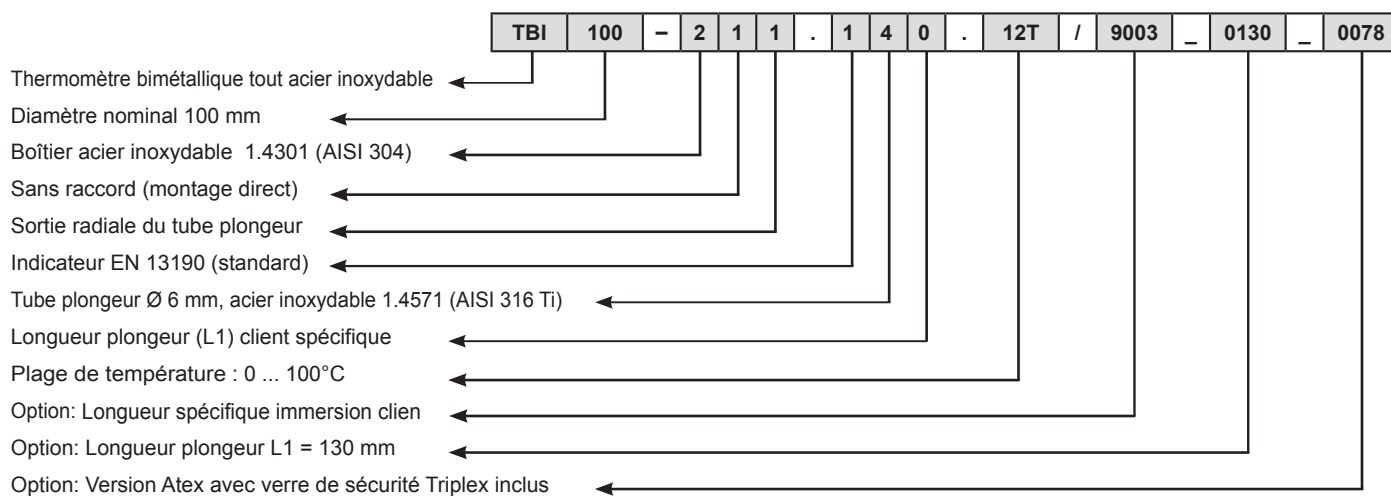 TBI 100 – 2 1 1 . 1 4 0 . 12T / 9003 _ 0130 _ 0078
Thermomètre bimétallique tout acier inoxydable
Diamètre nominal 100 mm
Boîtier acier inoxydable 1.4301 (AISI 304)
Sans raccord (montage direct)
Sortie radiale du tube plongeur
Indicateur EN 13190 (standard)
Tube plongeur Ø 6 mm, acier inoxydable 1.4571 (AISI 316 Ti)
Longueur plongeur (L1) client spécifique
Plage de température : 0 ... 100°C
Option: Longueur spécifique immersion clien
Option: Longueur plongeur L1 = 130 mm
Option: Version Atex avec verre de sécurité Triplex inclus